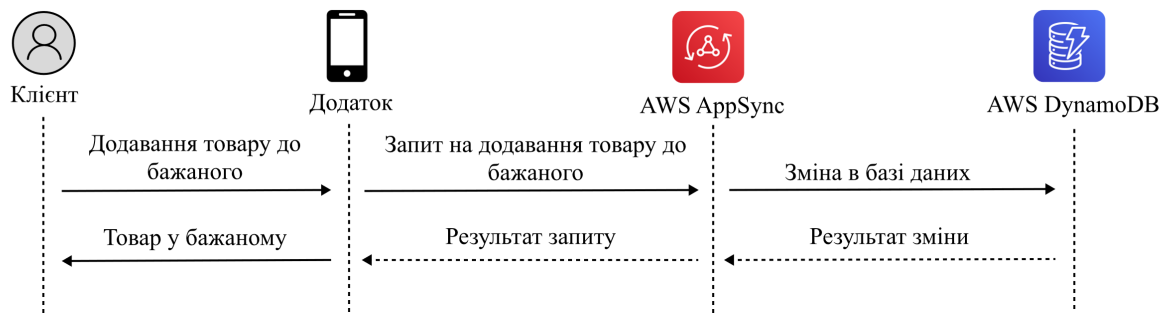 Клієнт
Додаток
AWS AppSync
AWS DynamoDB
Додавання товару до
бажаного
Запит на додавання товару до
бажаного
Зміна в базі даних
Товар у бажаному
Результат запиту
Результат зміни